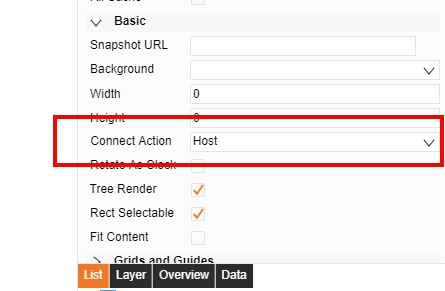 Basic
Snapshot URL
Background
Width 0
Height 0
Connect Action Host
Rotate As Clock
Tree Render
Rect Selectable
Fit Content
Grids and Guides
List Layer Overview Data